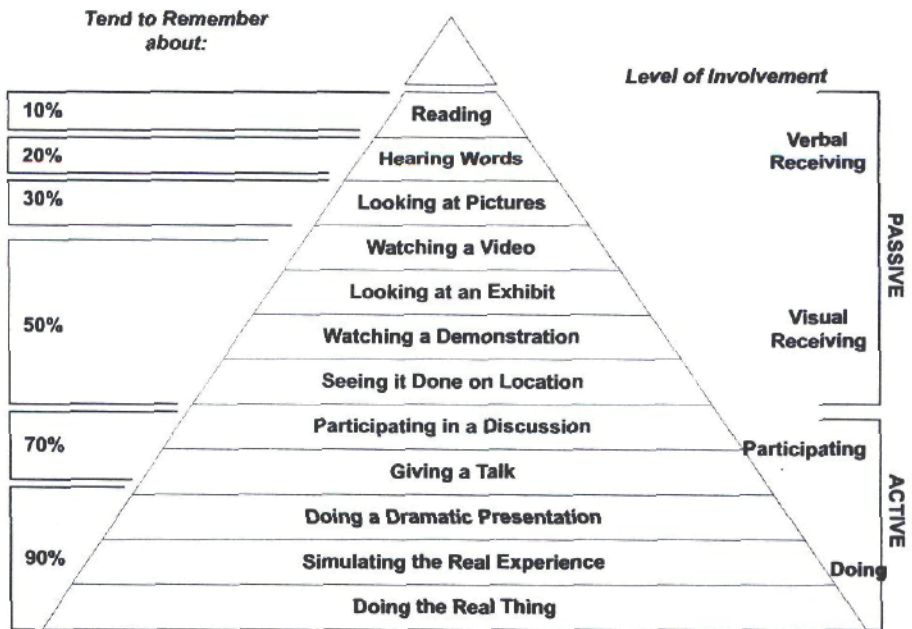 Tend to Remember
about:
Level of Involvement
10%
Reading
20%
Hearing Words
Verbal
Receiving
30%
Looking at Pictures
Watching a Video
Looking at an Exhibit
50%
Watching a Demonstration
Visual
Receiving
Seeing it Done on Location
PASSIVE
70%
Participating in a Discussion
Participating
Giving a Talk
Doing a Dramatic Presentation
90%
Simulating the Real Experience
Doing
Doing the Real Thing
ACTIVE